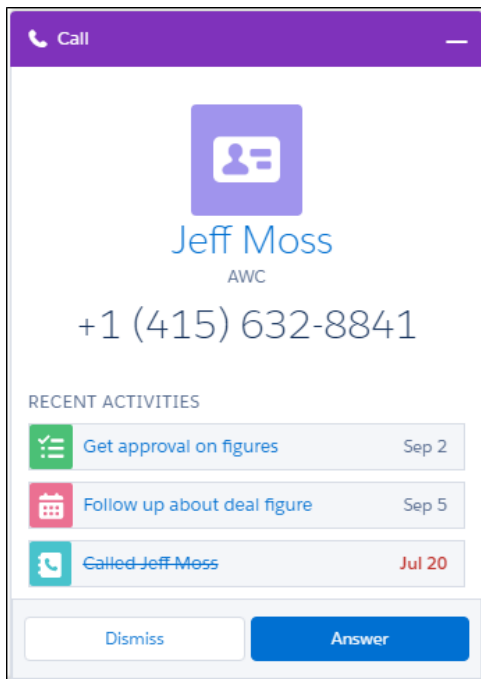 Call
Jeff Moss
AWC
+1 (415) 632-8841
RECENT ACTIVITIES
Get approval on figures Sep 2
Follow up about deal figure Sep 5
Called Jeff Moss Jul 20
Dismiss Answer